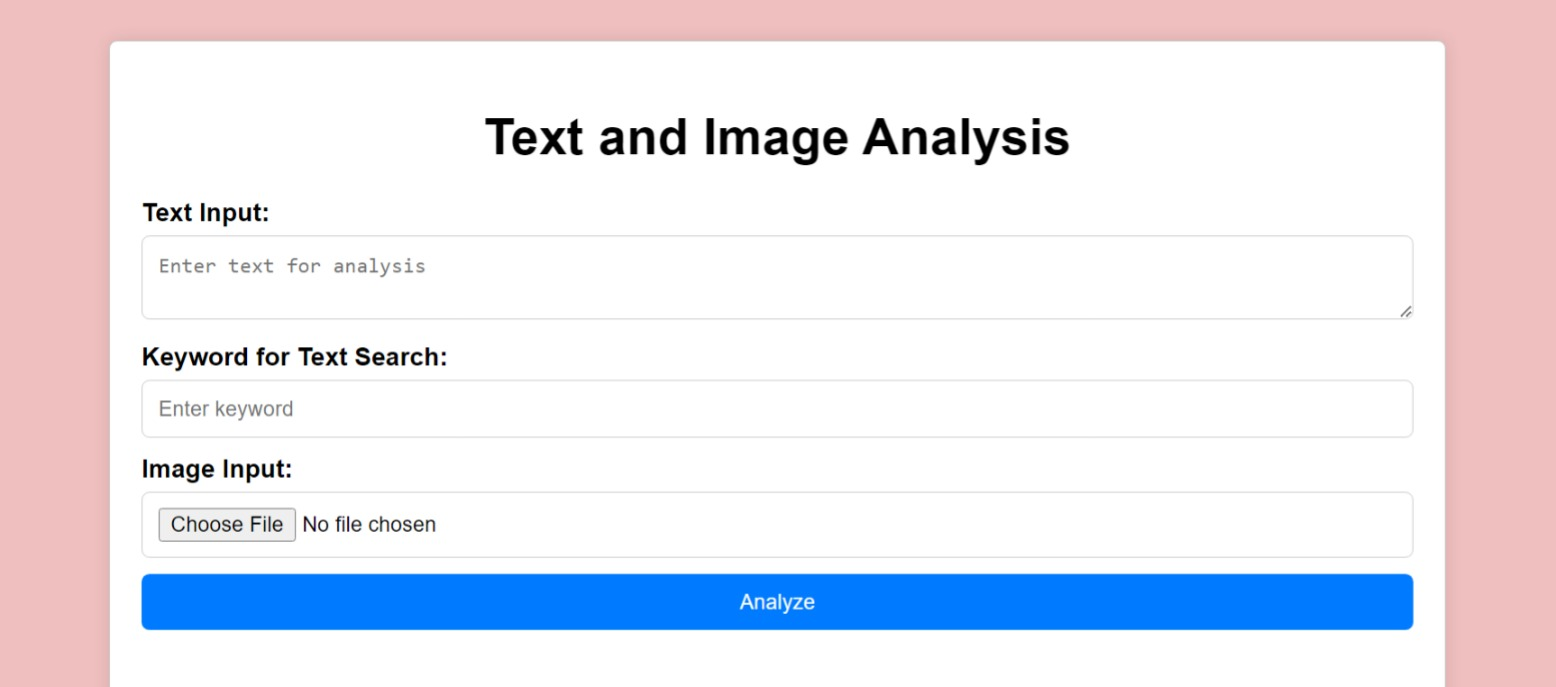 Text and Image Analysis
Text Input:
Enter text for analysis
Keyword for Text Search:
Enter keyword
Image Input:
Choose File No file chosen
Analyze